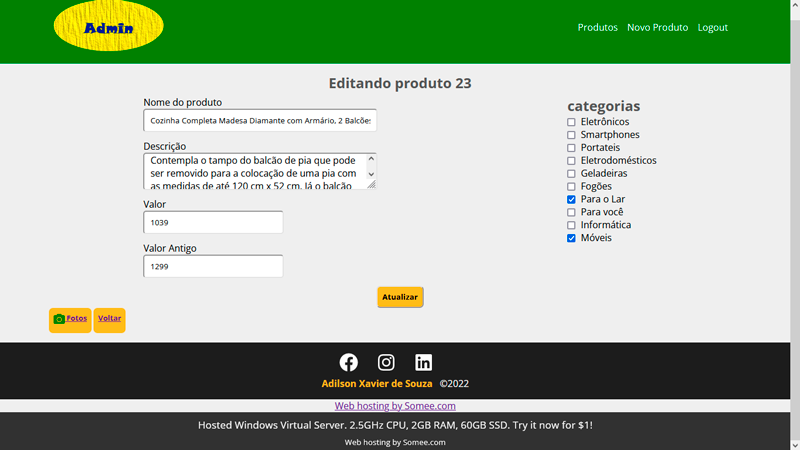 Admin
Produtos Novo Produto Logout
Editando produto 23
Nome do produto
Cozinha Completa Madesa Diamante com Armário, 2 Balcões
Descrição
Contempla o tampo do balcão de pia que pode
ser removido para a colocação de uma pia com
as medidas de até 120 cm x 52 cm. Já o balcão
Valor
1039
Valor Antigo
1299
categorias
Eletrônicos
Smartphones
Portateis
Eletrodomésticos
Geladeiras
Fogões
Para o Lar
Para você
Informática
Móveis
Atualizar
Fotos Voltar
Adilson Xavier de Souza ©2022
Web hosting by Somee.com
Hosted Windows Virtual Server. 2.5GHz CPU, 2GB RAM, 60GB SSD. Try it now for $1!
Web hosting by Somee.com